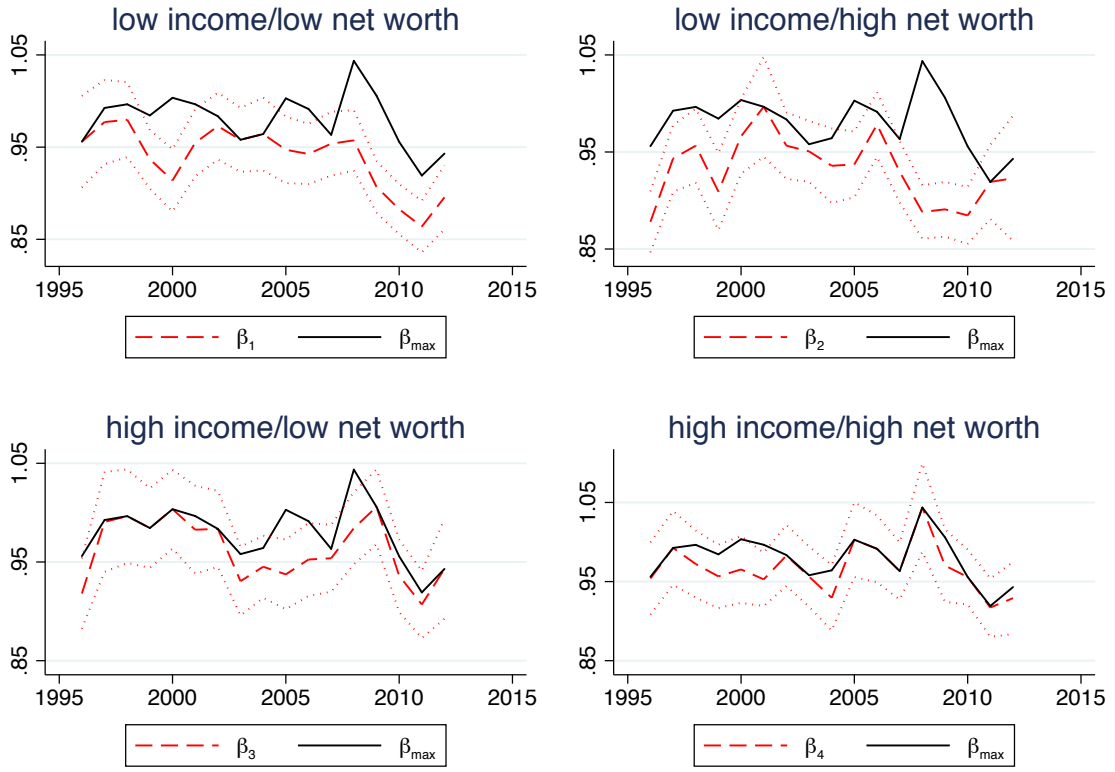 low income/low net worth
1.05
.95
.85
1995 2000 2005 2010 2015
β1 βmax
low income/high net worth
1.05
.95
.85
1995 2000 2005 2010 2015
β2 βmax
high income/low net worth
1.05
.95
.85
1995 2000 2005 2010 2015
β3 βmax
high income/high net worth
1.05
.95
.85
1995 2000 2005 2010 2015
β4 βmax